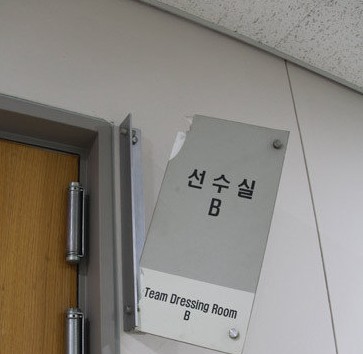 선수실
B
Team Dressing Room
B